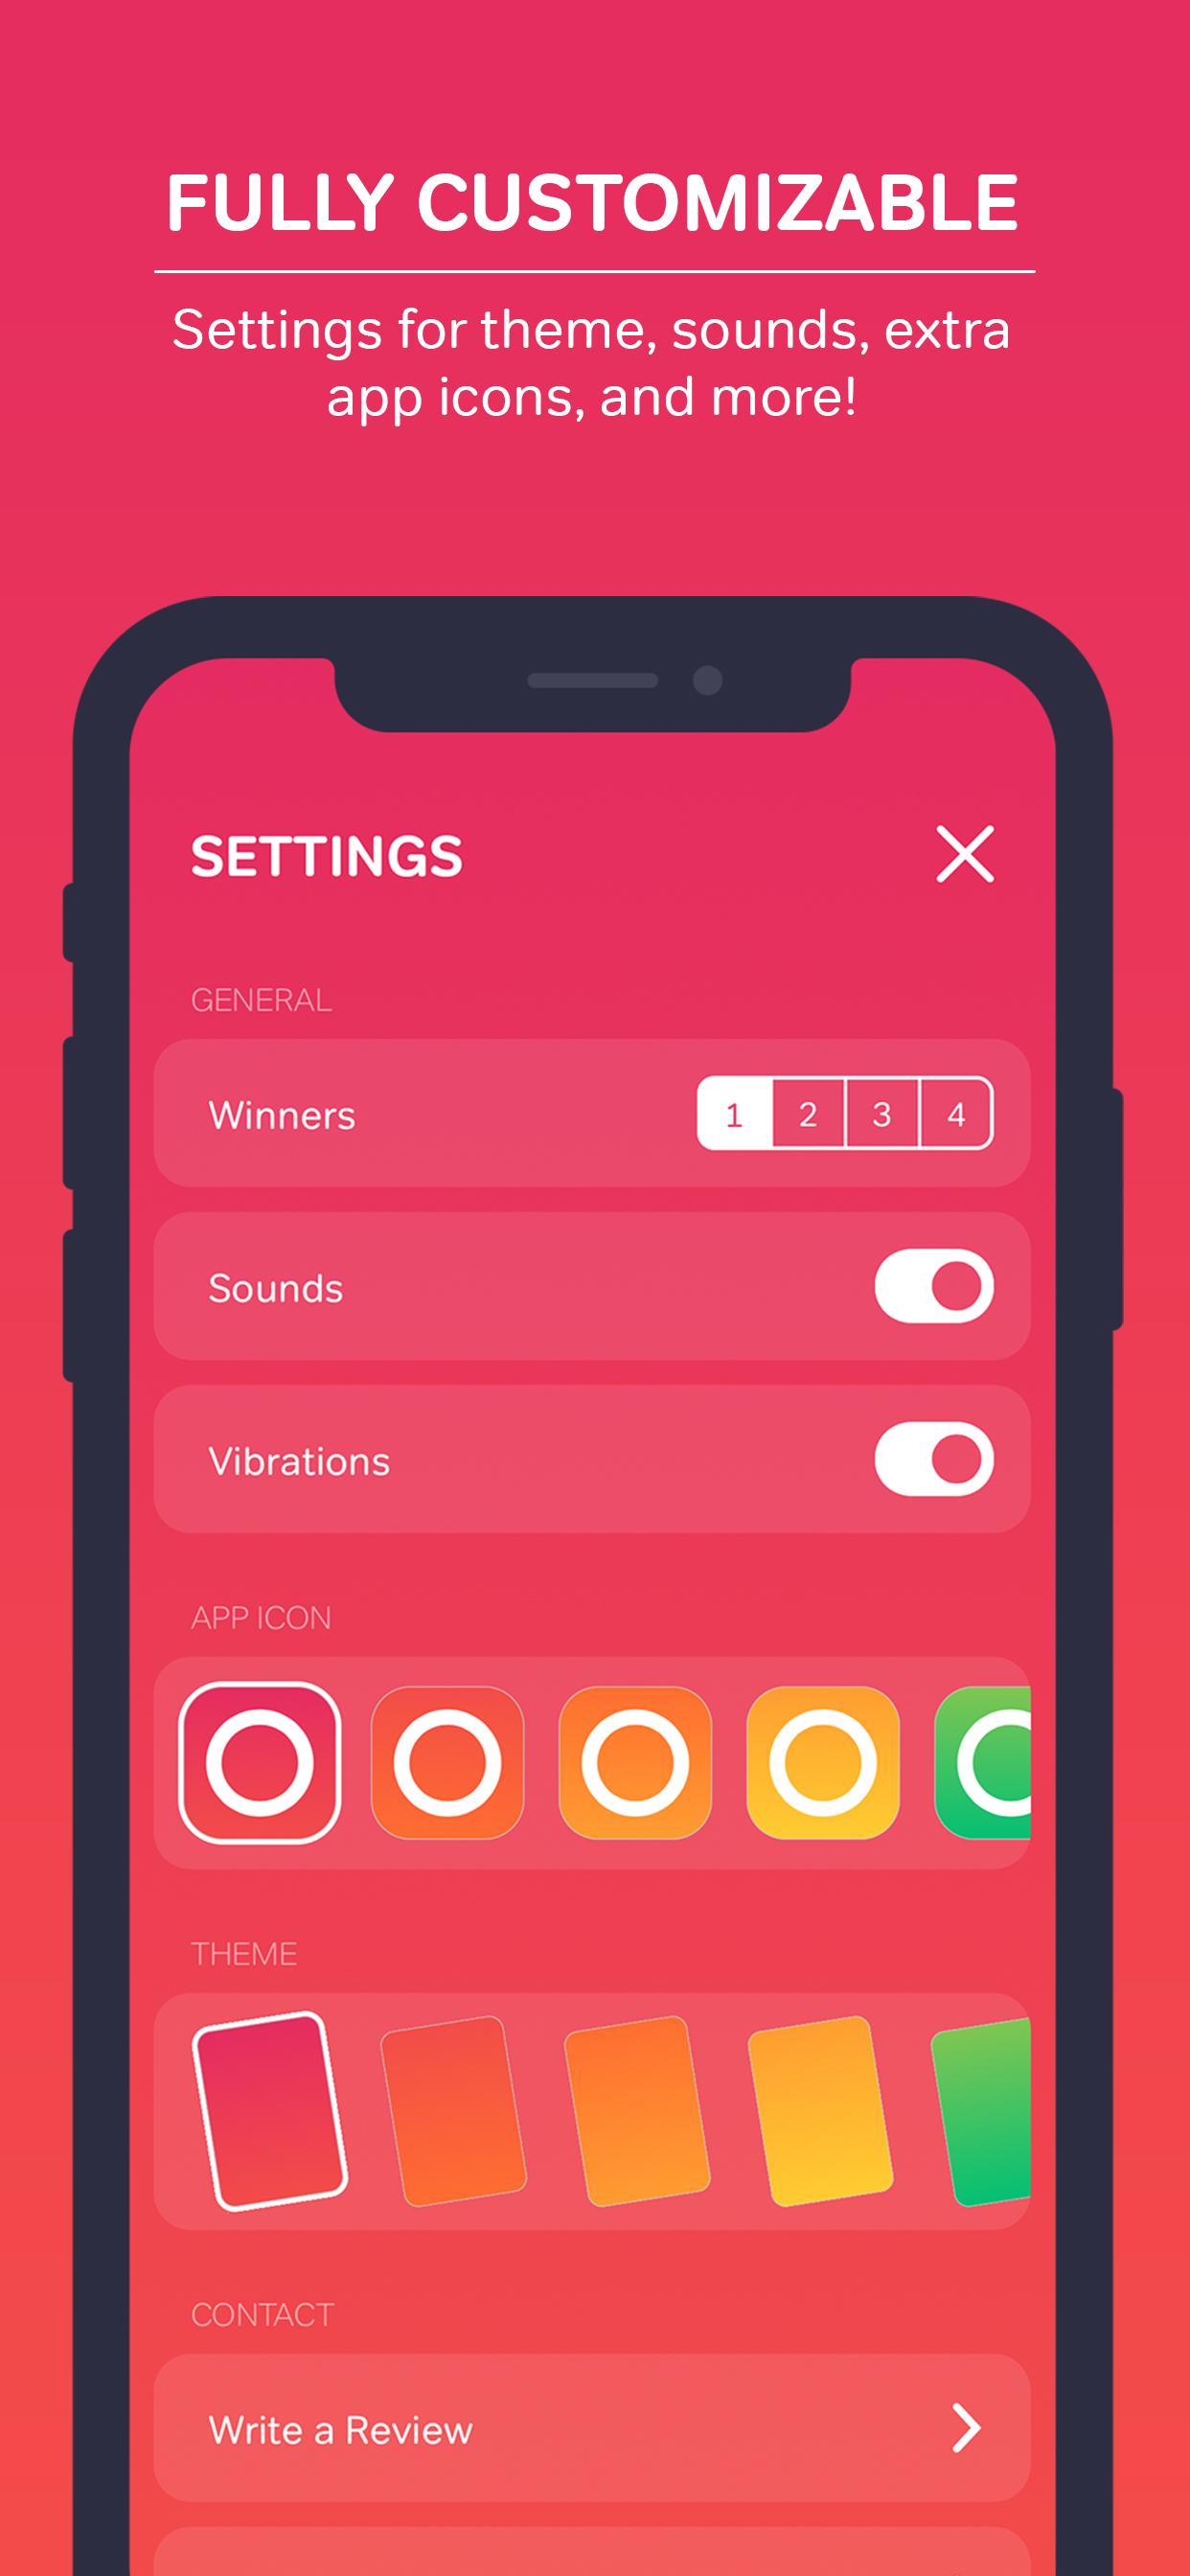 FULLY CUSTOMIZABLE
Settings for theme, sounds, extra
app icons, and more!
SETTINGS
GENERAL
Winners 1 2 3 4
Sounds
Vibrations
APP ICON
THEME
CONTACT
Write a Review